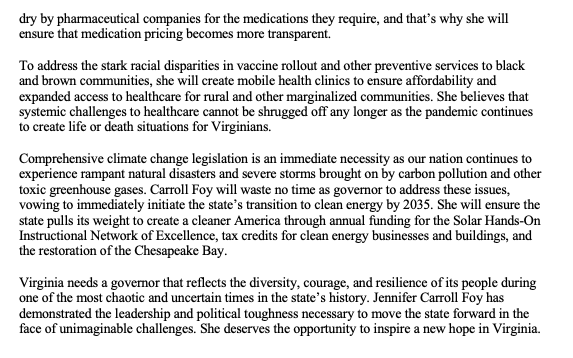 dry by pharmaceutical companies for the medications they require, and that's why she will
ensure that medication pricing becomes more transparent.
To address the stark racial disparities in vaccine rollout and other preventive services to black
and brown communities, she will create mobile health clinics to ensure affordability and
expanded access to healthcare for rural and other marginalized communities. She believes that
systemic challenges to healthcare cannot be shrugged off any longer as the pandemic continues
to create life or death situations for Virginians.
Comprehensive climate change legislation is an immediate necessity as our nation continues to
experience rampant natural disasters and severe storms brought on by carbon pollution and other
toxic greenhouse gases. Carroll Foy will waste no time as governor to address these issues,
vowing to immediately initiate the state's transition to clean energy by 2035. She will ensure the
state pulls its weight to create a cleaner America through annual funding for the Solar Hands-On
Instructional Network of Excellence, tax credits for clean energy businesses and buildings, and
the restoration of the Chesapeake Bay.
Virginia needs a governor that reflects the diversity, courage, and resilience of its people during
one of the most chaotic and uncertain times in the state's history. Jennifer Carroll Foy has
demonstrated the leadership and political toughness necessary to move the state forward in the
face of unimaginable challenges. She deserves the opportunity to inspire a new hope in Virginia.